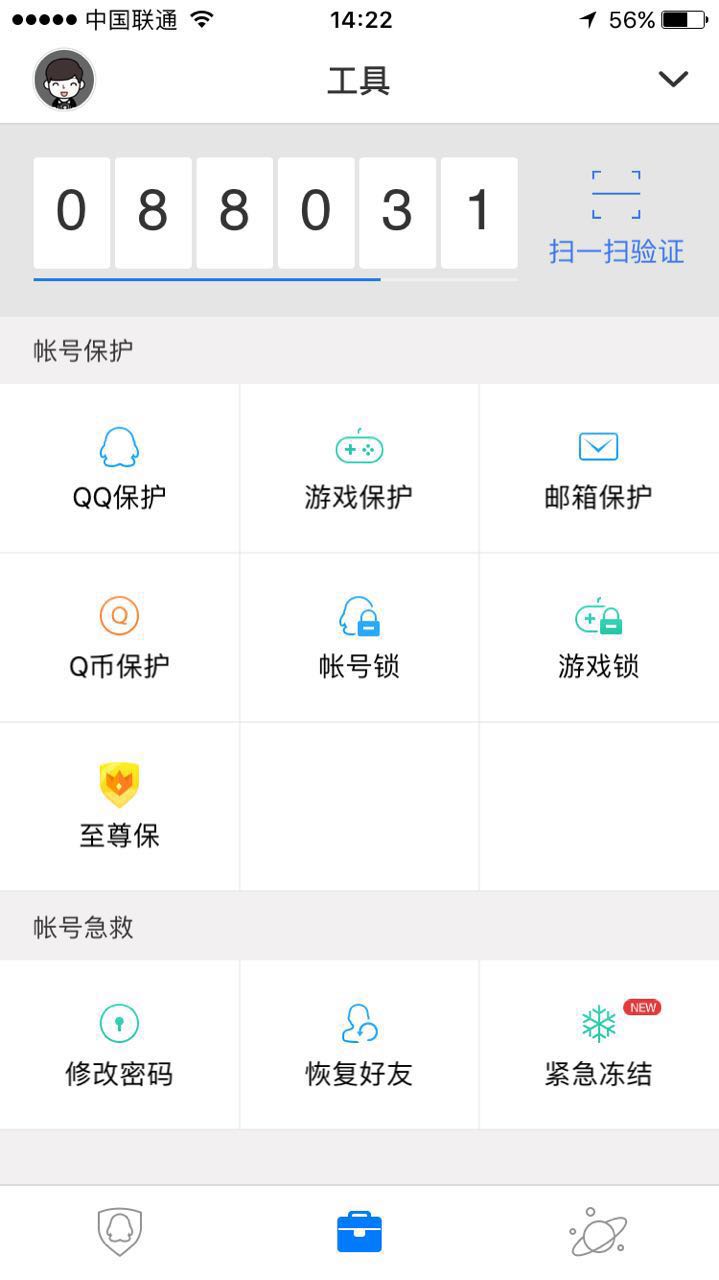 中国联通 14:22 56%
工具
0 8 8 0 3 1
扫一扫验证
帐号保护
QQ保护 游戏保护 邮箱保护
Q
Q币保护 帐号锁 游戏锁
至尊保
帐号急救
NEW
修改密码 恢复好友 紧急冻结